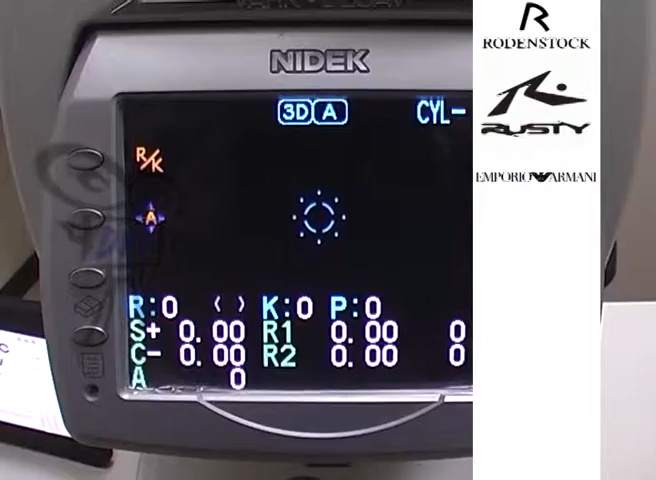 NIDEK
3D A CYL-
R/K
A
R:0 < > K:0 P:0
S+ 0.00 R1 0.00 0
C- 0.00 R2 0.00 0
A 0
R
RODENSTOCK
RUSTY
EMPORIO ARMANI